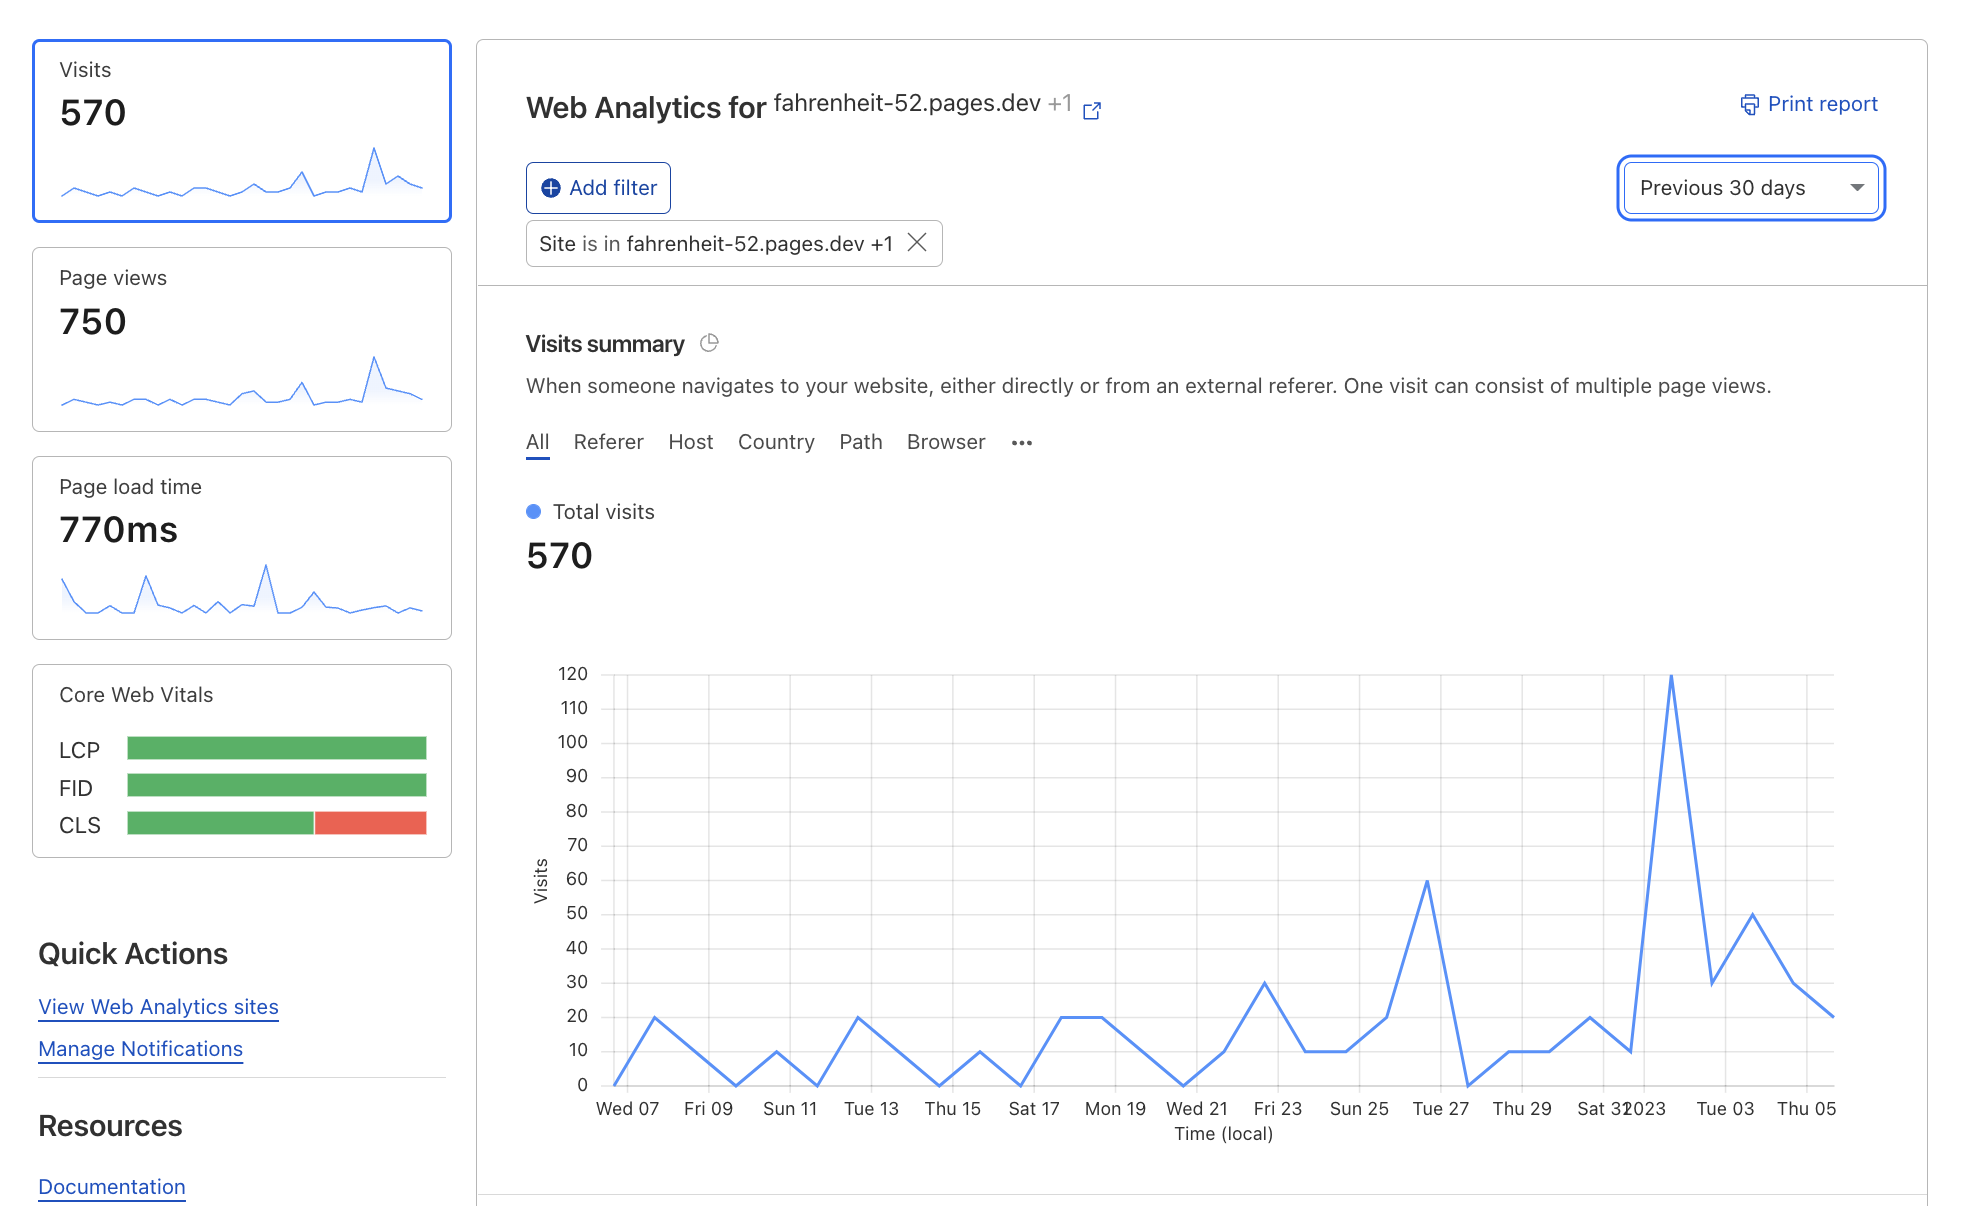 Visits
570
Page views
750
Page load time
770ms
Core Web Vitals
LCP
FID
CLS
Quick Actions
View Web Analytics sites
Manage Notifications
Resources
Documentation
Web Analytics for fahrenheit-52.pages.dev +1
Print report
Add filter
Previous 30 days
Site is in fahrenheit-52.pages.dev +1
Visits summary
When someone navigates to your website, either directly or from an external referer. One visit can consist of multiple page views.
All Referer Host Country Path Browser •••
Total visits
570
120
110
100
90
80
70
60
50
40
30
20
10
0
Visits
Wed 07 Fri 09 Sun 11 Tue 13 Thu 15 Sat 17 Mon 19 Wed 21 Fri 23 Sun 25 Tue 27 Thu 29 Sat 31 2023 Tue 03 Thu 05
Time (local)